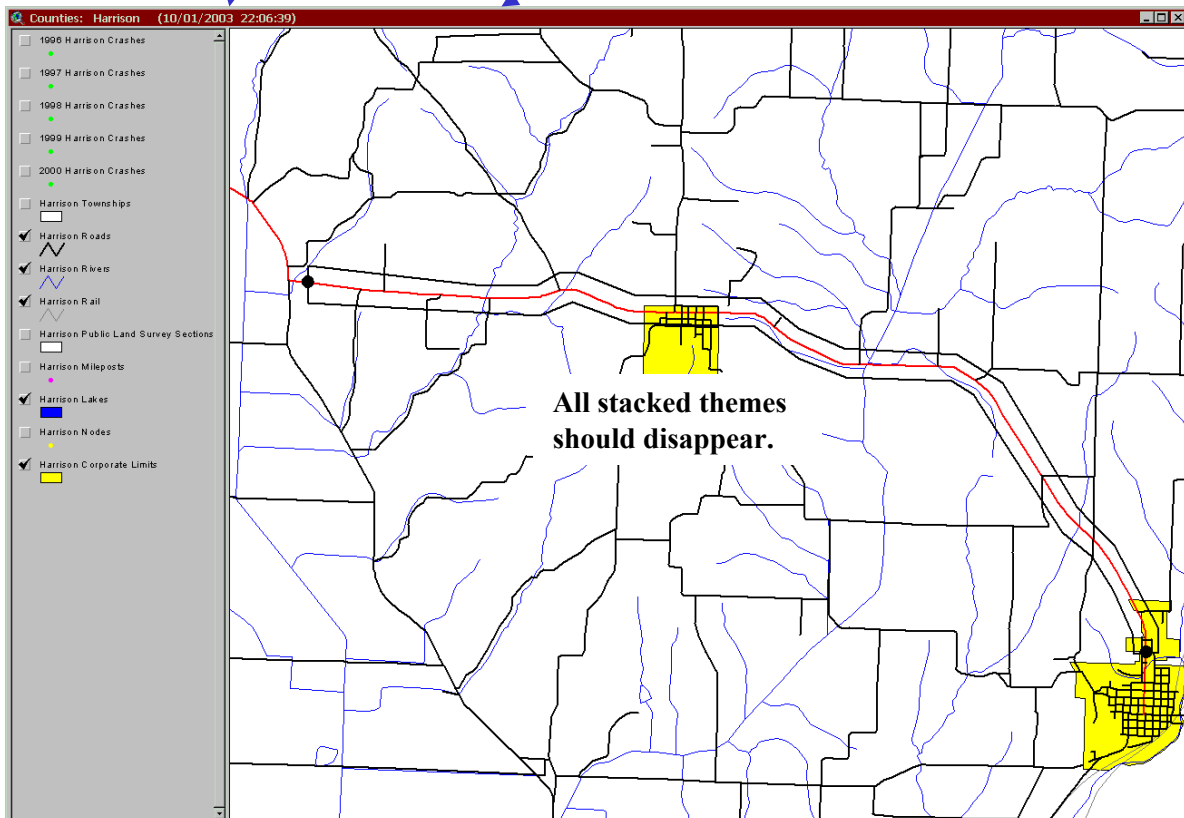 Counties: Harrison (10/01/2003 22:06:39)
1996 Harrison Crashes
1997 Harrison Crashes
1998 Harrison Crashes
1999 Harrison Crashes
2000 Harrison Crashes
Harrison Townships
Harrison Roads
Harrison Rivers
Harrison Rail
Harrison Public Land Survey Sections
Harrison Mileposts
Harrison Lakes
Harrison Nodes
Harrison Corporate Limits
All stacked themes
should disappear.